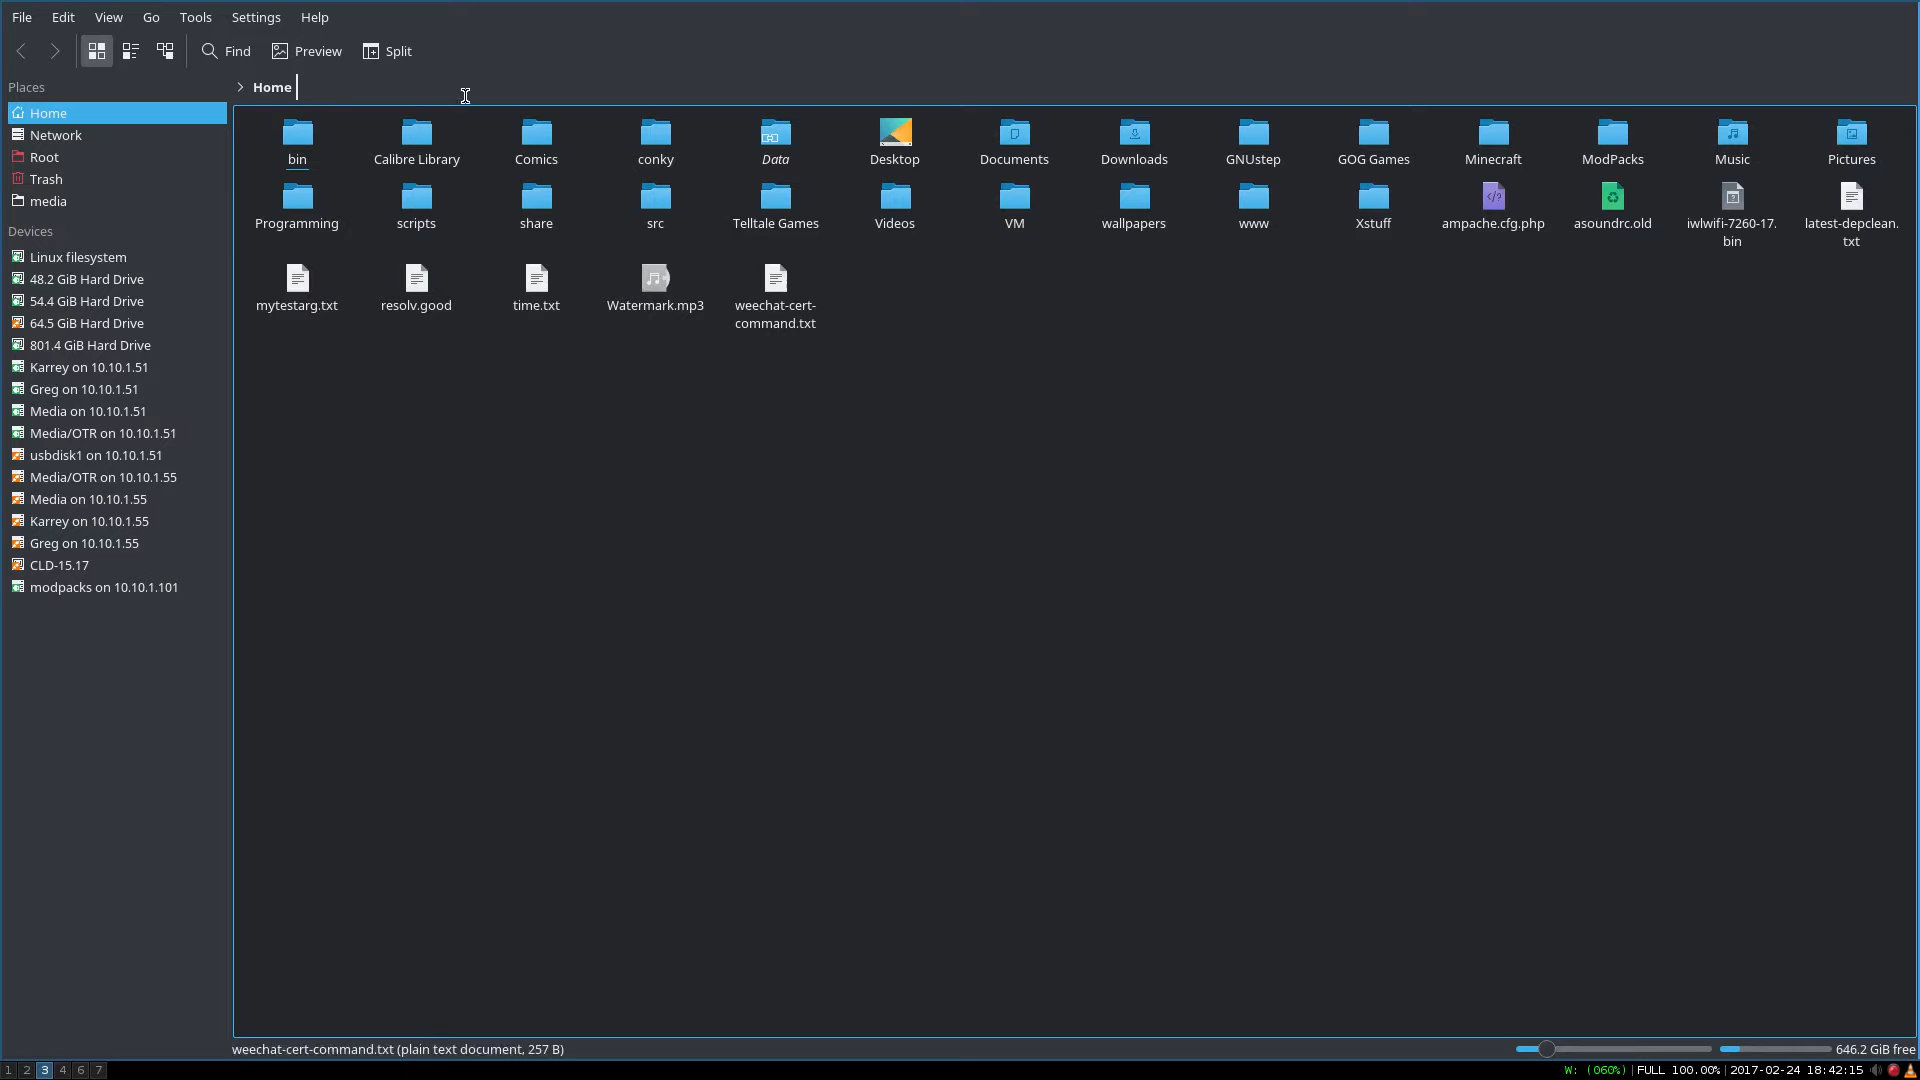 File Edit View Go Tools Settings Help
Find Preview Split
Places
Home
Network
Root
Trash
media
Devices
Linux filesystem
48.2 GiB Hard Drive
54.4 GiB Hard Drive
64.5 GiB Hard Drive
801.4 GiB Hard Drive
Karrey on 10.10.1.51
Greg on 10.10.1.51
Media on 10.10.1.51
Media/OTR on 10.10.1.51
usbdisk1 on 10.10.1.51
Media/OTR on 10.10.1.55
Media on 10.10.1.55
Karrey on 10.10.1.55
Greg on 10.10.1.55
CLD-15.17
modpacks on 10.10.1.101
Home
bin Calibre Library Comics conky Data Desktop Documents Downloads GNUstep GOG Games Minecraft ModPacks Music Pictures
Programming scripts share src Telltale Games Videos VM wallpapers www Xstuff ampache.cfg.php asoundrc.old iwlwifi-7260-17. latest-depclean.
bin txt
mytestarg.txt resolv.good time.txt Watermark.mp3 weechat-cert-
command.txt
weechat-cert-command.txt (plain text document, 257 B) 646.2 GiB free
1 2 3 4 6 7 W: (060%)|FULL 100.00%|2017-02-24 18:42:15